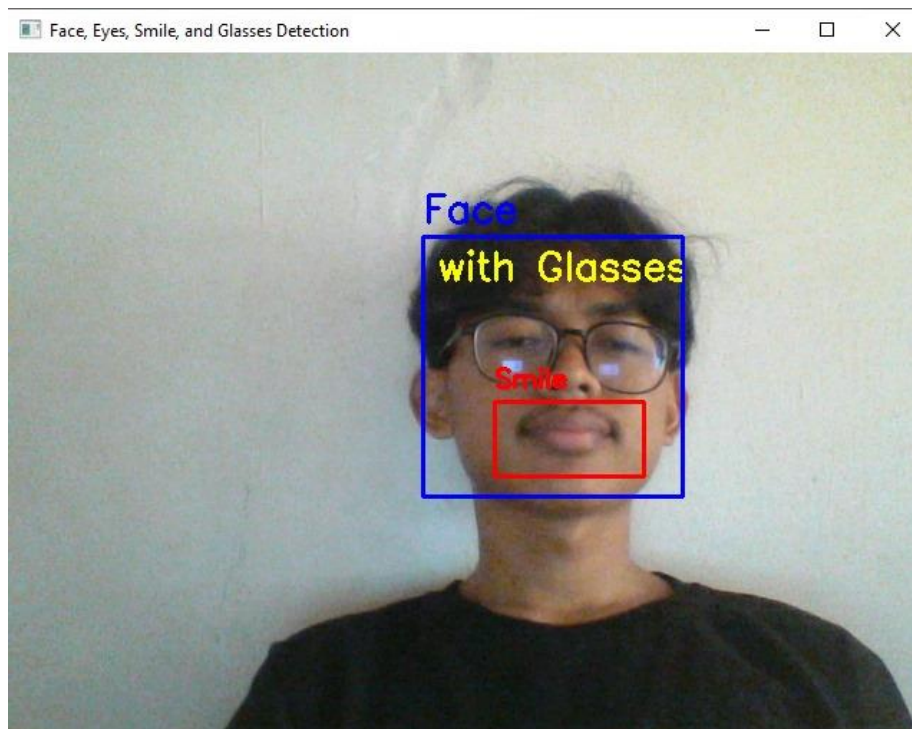 Face, Eyes, Smile, and Glasses Detection
Face
with Glasses
Smile